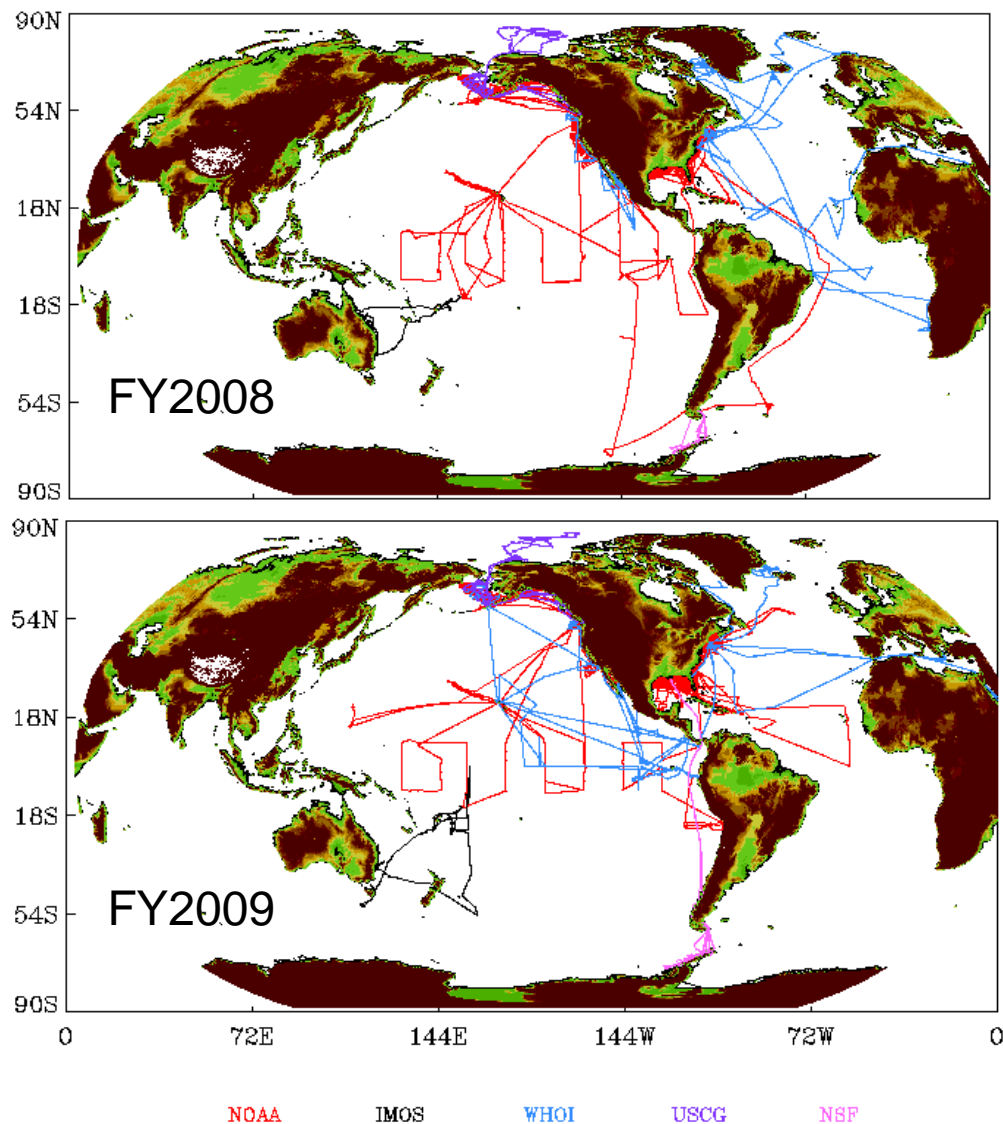 90N
54N
18N
18S
FY2008
54S
90S
90N
54N
18N
18S
FY2009
54S
90S
0 72E 144E 144W 72W 0
NOAA IMOS WHOI USCG NSF